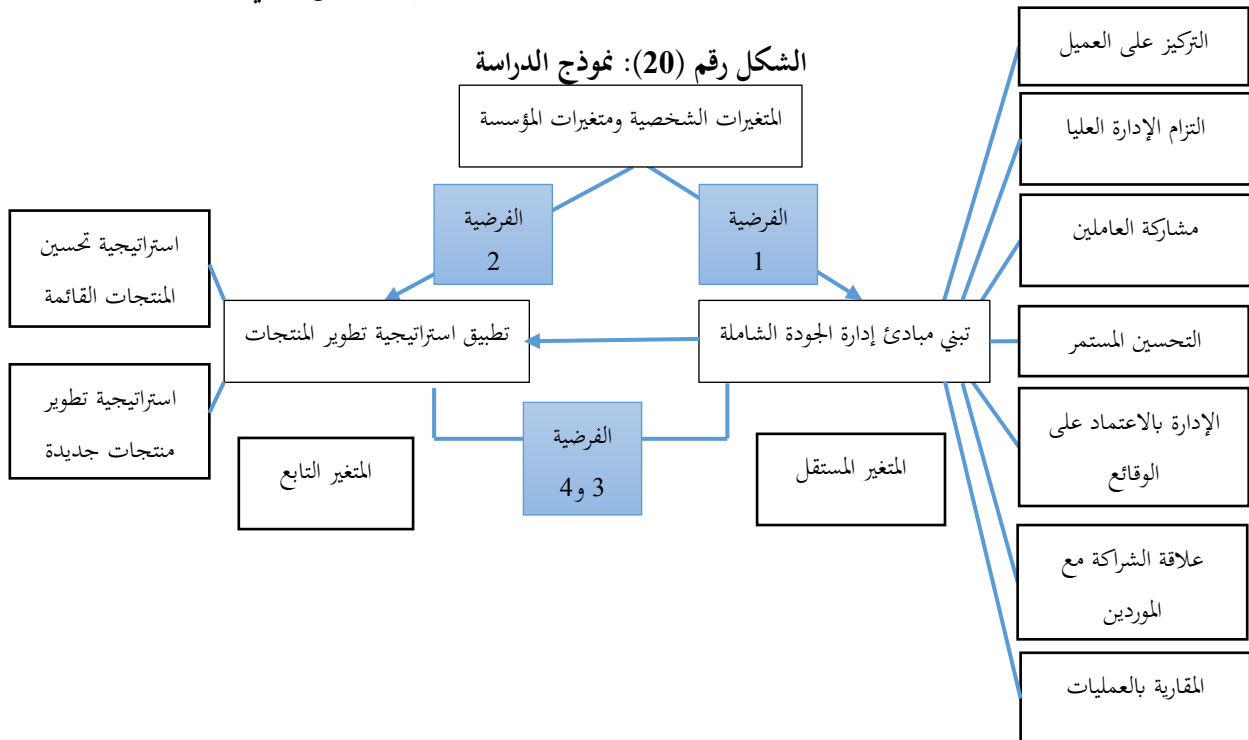 الشكل رقم (20): نموذج الدراسة
المتغيرات الشخصية ومتغيرات المؤسسة
التركيز على العميل
التزام الإدارة العليا
مشاركة العاملين
التحسين المستمر
الإدارة بالاعتماد على
الوقائع
علاقة الشراكة مع
الموردين
المقاربة بالعمليات
الفرضية
1
الفرضية
2
تبني مبادئ إدارة الجودة الشاملة
تطبيق استراتيجية تطوير المنتجات
استراتيجية تحسين
المنتجات القائمة
استراتيجية تطوير
منتجات جديدة
الفرضية
3 و4
المتغير المستقل
المتغير التابع